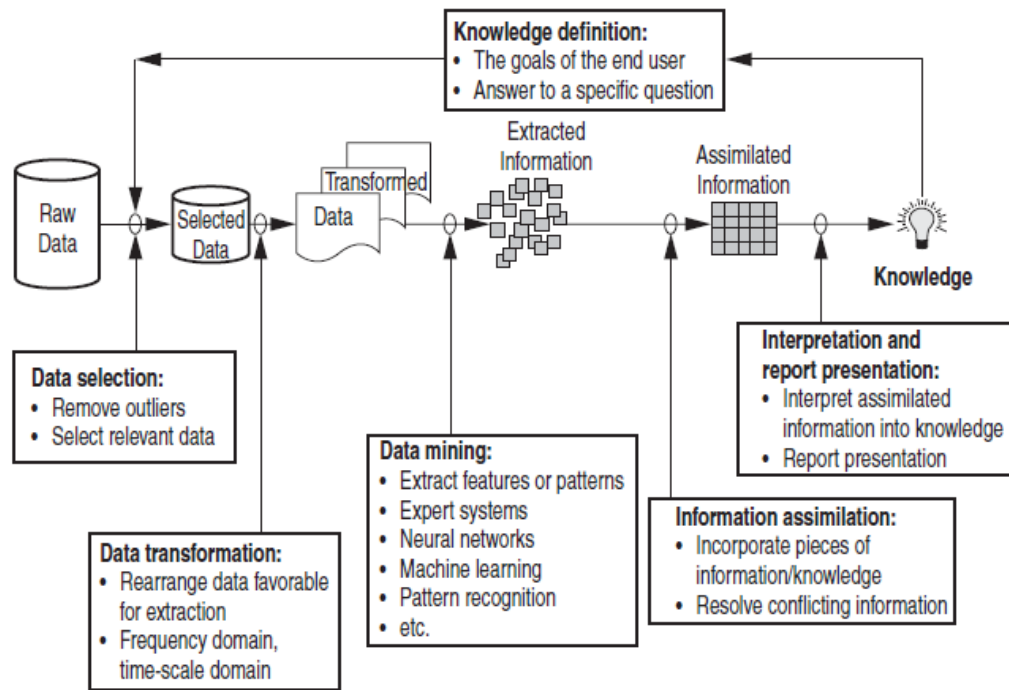 Knowledge definition:
• The goals of the end user
• Answer to a specific question
Extracted
Information
Assimilated
Information
Raw
Data
Selected
Data
Transformed
Data
Knowledge
Data selection:
• Remove outliers
• Select relevant data
Data transformation:
• Rearrange data favorable
for extraction
• Frequency domain,
time-scale domain
Data mining:
• Extract features or patterns
• Expert systems
• Neural networks
• Machine learning
• Pattern recognition
• etc.
Information assimilation:
• Incorporate pieces of
information/knowledge
• Resolve conflicting information
Interpretation and
report presentation:
• Interpret assimilated
information into knowledge
• Report presentation